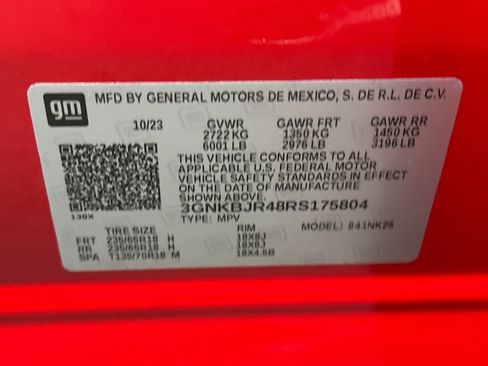 gm MFD BY GENERAL MOTORS DE MEXICO, S. DE R.L. DE C.V.
10/23 GVWR GAWR FRT GAWR RR
2722 KG 1350 KG 1450 KG
6001 LB 2976 LB 3196 LB
THIS VEHICLE CONFORMS TO ALL
APPLICABLE U.S. FEDERAL MOTOR
VEHICLE SAFETY STANDARDS IN EFFECT
ON THE DATE OF MANUFACTURE
SHOWN ABOVE.
3GNKBJR48RS175804
130X TYPE: MPV MODEL: 841NK26
TIRE SIZE RIM
FRT 235/65R18 H 18X8J
RR 235/65R18 H 18X8J
SPA T135/70R18 M 18X4.5B